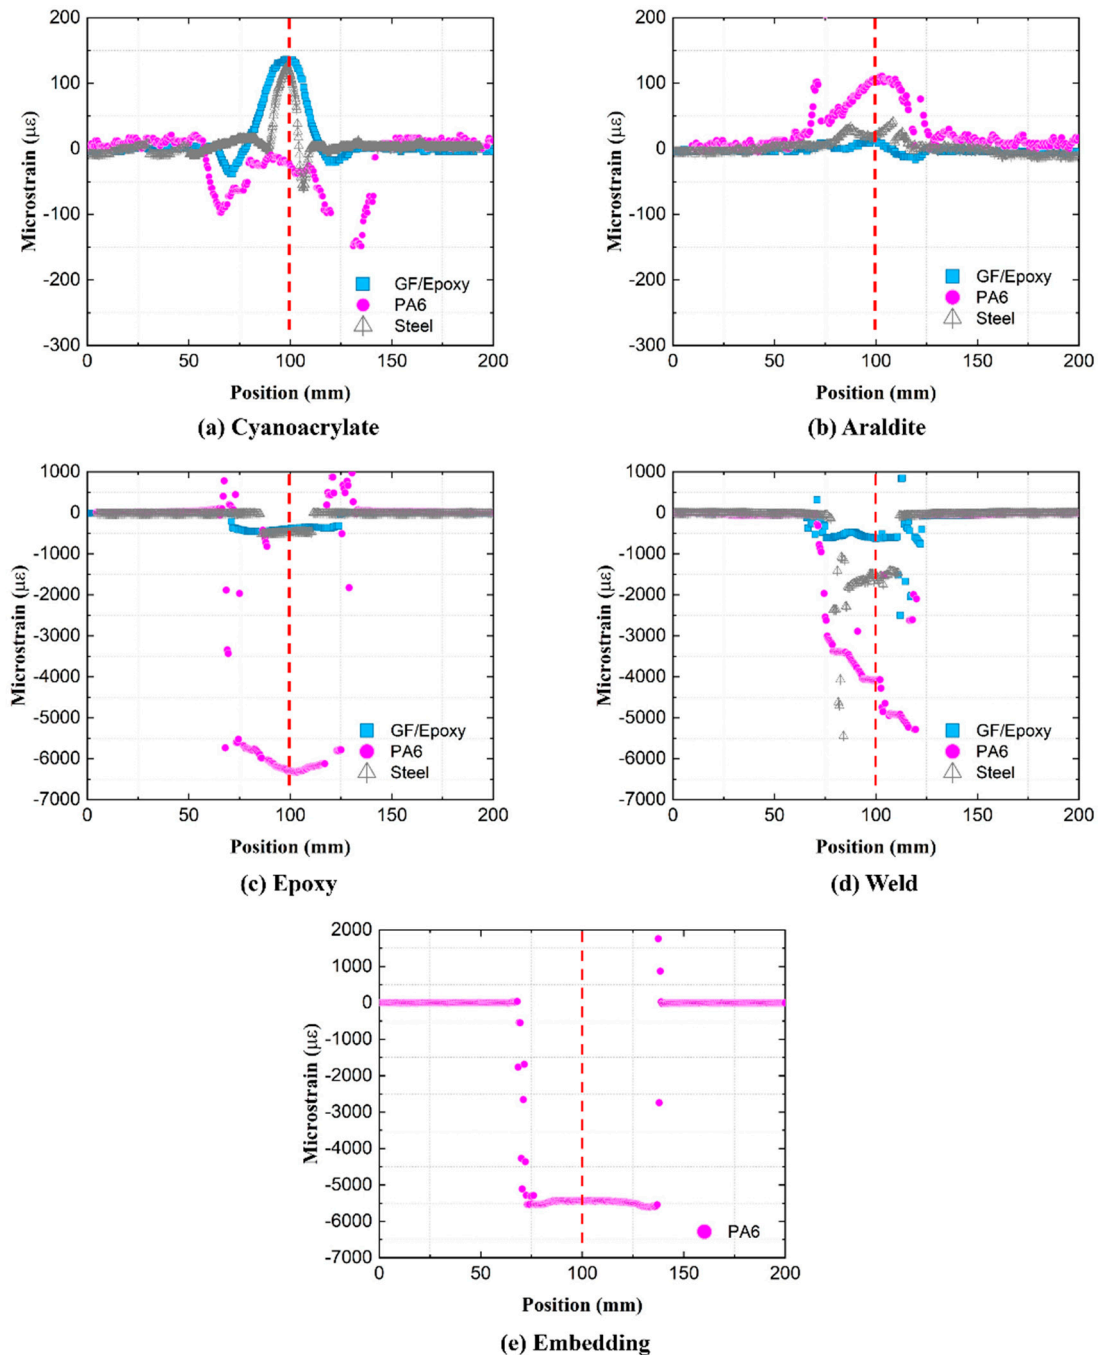 200
150
100
0
-100
-200
-300
0
50
100
150
200
Microstrain (με)
Position (mm)
GF/Epoxy
PA6
Steel
(a) Cyanoacrylate
200
150
100
0
-100
-200
-300
0
50
100
150
200
Microstrain (με)
Position (mm)
GF/Epoxy
PA6
Steel
(b) Araldite
1000
0
-1000
-2000
-3000
-4000
-5000
-6000
-7000
0
50
100
150
200
Microstrain (με)
Position (mm)
GF/Epoxy
PA6
Steel
(c) Epoxy
1000
0
-1000
-2000
-3000
-4000
-5000
-6000
-7000
0
50
100
150
200
Microstrain (με)
Position (mm)
GF/Epoxy
PA6
Steel
(d) Weld
2000
1000
0
-1000
-2000
-3000
-4000
-5000
-6000
-7000
0
50
100
150
200
Microstrain (με)
Position (mm)
PA6
(e) Embedding